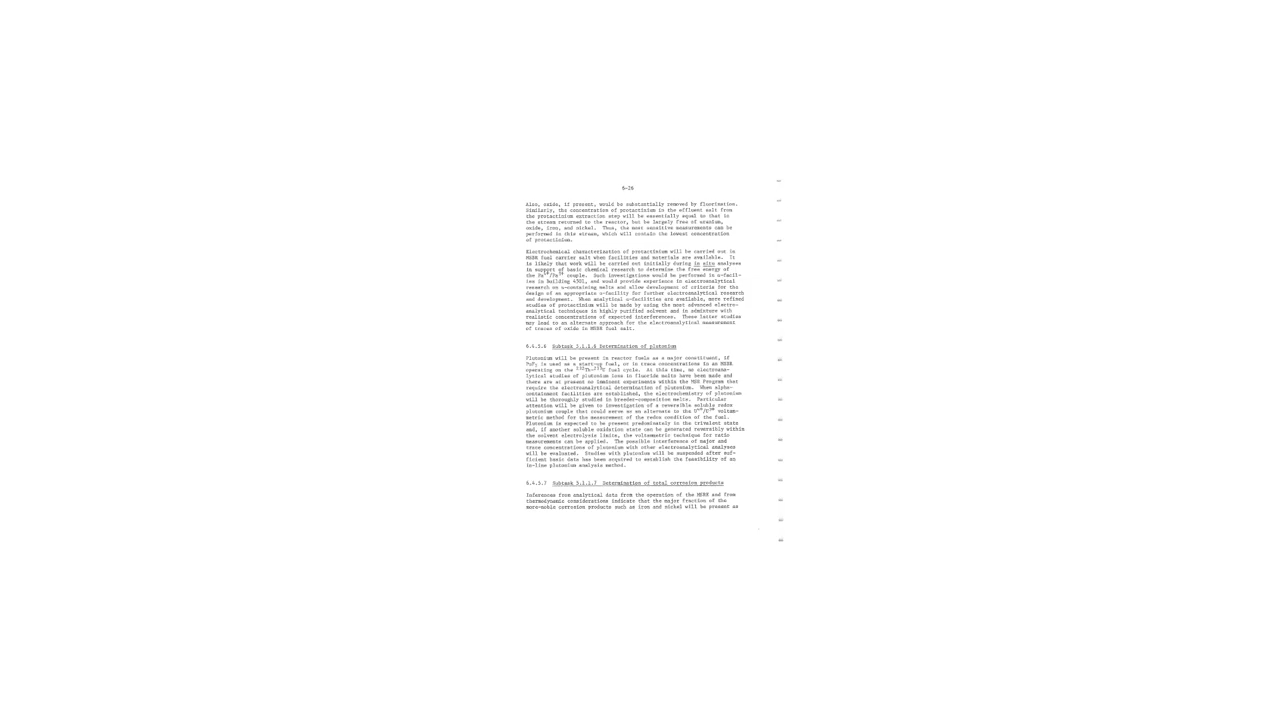 6-26
Also, oxide, if present, would be substantially removed by fluorination.
Similarly, the concentration of protactinium in the effluent salt from
the protactinium extraction step will be essentially equal to that in
the stream returned to the reactor, but be largely free of uranium,
oxide, iron, and nickel. Thus, the most sensitive measurements can be
performed in this stream, which will contain the lowest concentration
of protactinium.
Electrochemical characterization of protactinium will be carried out in
MSBR fuel carrier salt when facilities and materials are available. It
is likely that work will be carried out initially during in situ analyses
in support of basic chemical research to determine the free energy of
the couple. Such investigations would be performed in α-facil-
ies in building 4501, and would provide experience in electroanalytical
research on α-containing melts and allow development of criteria for the
design of an appropriate α-facility for further electroanalytical research
and development. When analytical α-facilities are available, more refined
studies of protactinium will be made by using the most advanced electro-
analytical techniques in highly purified solvent and in admixture with
realistic concentrations of expected interferences. These latter studies
may lead to an alternate approach for the electroanalytical measurement
of traces of oxide in MSBR fuel salt.
Subtask 3.1.1.6 Determination of plutonium
Plutonium will be present in reactor fuels as a major constituent, if
PuF₃ is used as a start-up fuel, or in trace concentrations in an MSBR
operating on the ²³²Th-²³³U fuel cycle. At this time, no electroana-
lytical studies of plutonium ions in fluoride melts have been made and
there are at present no imminent experiments within the MSR Program that
require the electroanalytical determination of plutonium. When alpha-
containment facilities are established, the electrochemistry of plutonium
will be thoroughly studied in breeder-composition melts. Particular
attention will be given to investigation of a reversible soluble redox
plutonium couple that could serve as an alternate to the U⁴⁺/U³⁺ voltam-
metric method for the measurement of the redox condition of the fuel.
Plutonium is expected to be present predominately in the trivalent state
and, if another soluble oxidation state can be generated reversibly within
the solvent electrolysis limits, the voltammetric technique for ratio
measurements can be applied. The possible interference of major and
trace concentrations of plutonium with other electroanalytical analyses
will be evaluated. Studies with plutonium will be suspended after suf-
ficient basic data has been acquired to establish the feasibility of an
in-line plutonium analysis method.
Subtask 3.1.1.7 Determination of total corrosion products
Inferences from analytical data from the operation of the MSRE and from
thermodynamic considerations indicate that the major fraction of the
more-noble corrosion products such as iron and nickel will be present as